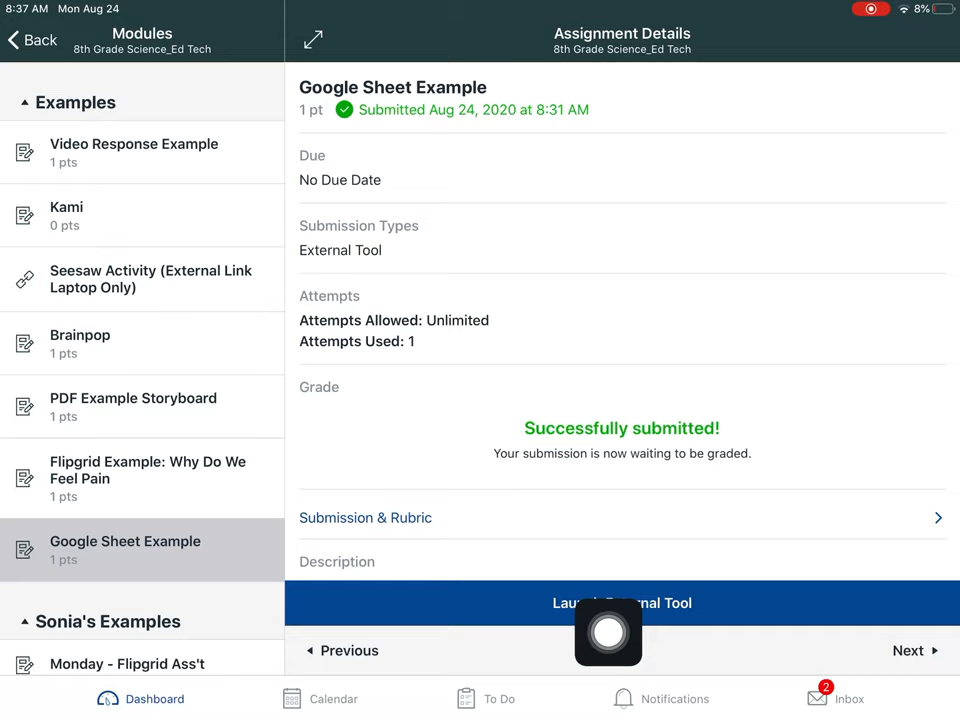 8:37 AM Mon Aug 24
8%
Back
Modules
8th Grade Science_Ed Tech
Assignment Details
8th Grade Science_Ed Tech
Examples
Video Response Example
1 pts
Kami
0 pts
Seesaw Activity (External Link
Laptop Only)
Brainpop
1 pts
PDF Example Storyboard
1 pts
Flipgrid Example: Why Do We
Feel Pain
1 pts
Google Sheet Example
1 pts
Sonia's Examples
Monday - Flipgrid Ass't
Google Sheet Example
1 pt Submitted Aug 24, 2020 at 8:31 AM
Due
No Due Date
Submission Types
External Tool
Attempts
Attempts Allowed: Unlimited
Attempts Used: 1
Grade
Successfully submitted!
Your submission is now waiting to be graded.
Submission & Rubric
Description
Tool
Previous
Next
Dashboard
Calendar
To Do
Notifications
2
Inbox